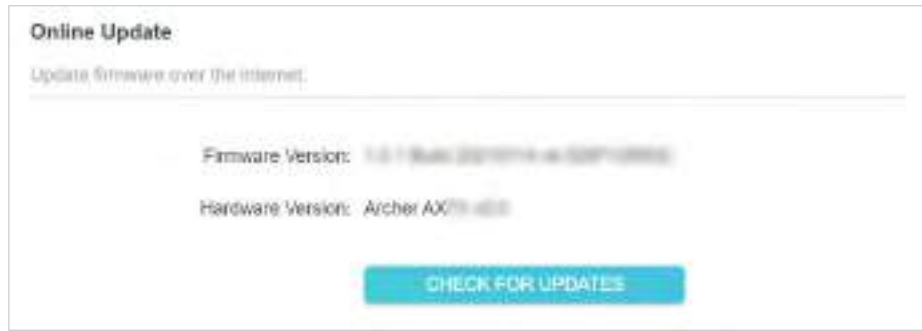 Online Update
Update firmware over the internet.
Firmware Version:
Hardware Version: Archer AX
CHECK FOR UPDATES